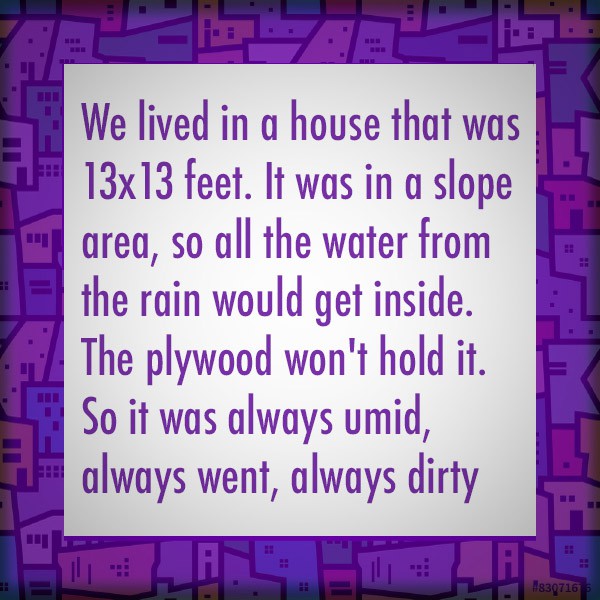 We lived in a house that was
13x13 feet. It was in a slope
area, so all the water from
the rain would get inside.
The plywood won't hold it.
So it was always umid,
always went, always dirty